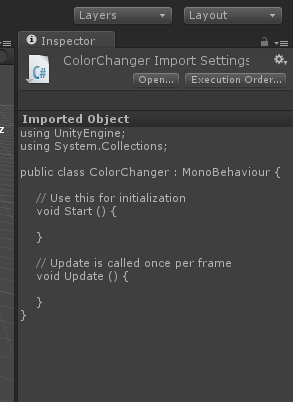 Layers
Layout
Inspector
ColorChanger Import Settings
C#
Open...
Execution Order...
Imported Object
using UnityEngine;
using System.Collections;
public class ColorChanger : MonoBehaviour {
// Use this for initialization
void Start () {
}
// Update is called once per frame
void Update () {
}
}
z